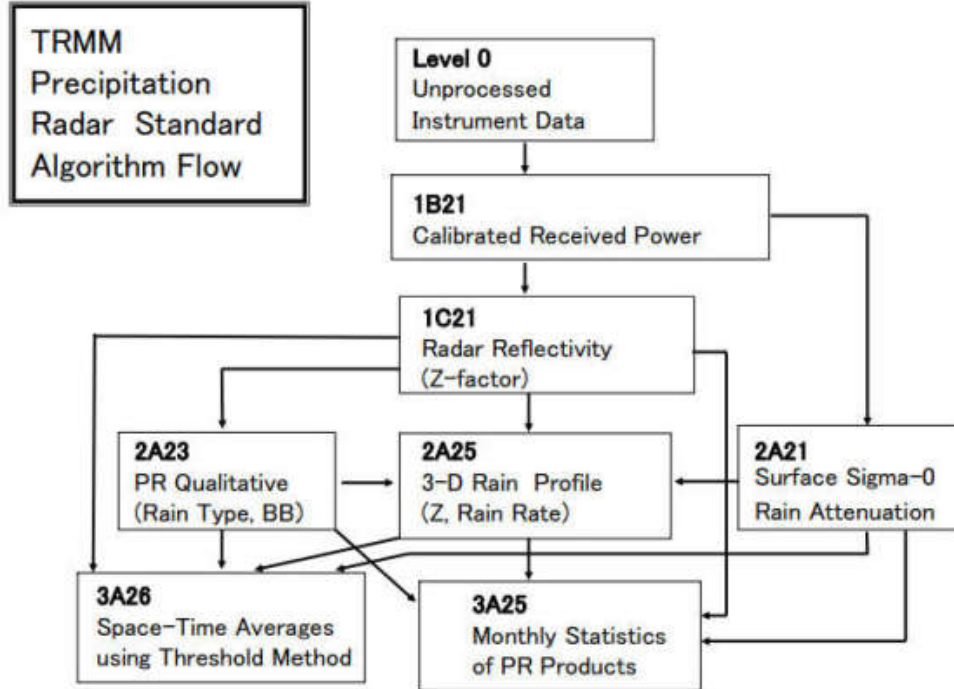 TRMM
Precipitation
Radar Standard
Algorithm Flow
Level 0
Unprocessed
Instrument Data
1B21
Calibrated Received Power
1C21
Radar Reflectivity
(Z-factor)
2A23
PR Qualitative
(Rain Type, BB)
2A25
3-D Rain Profile
(Z, Rain Rate)
2A21
Surface Sigma-0
Rain Attenuation
3A26
Space-Time Averages
using Threshold Method
3A25
Monthly Statistics
of PR Products